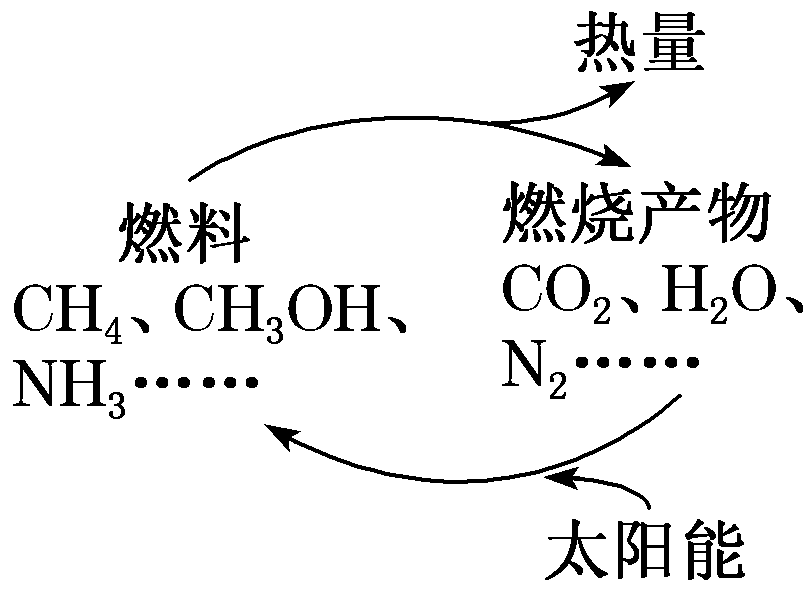 热量
燃料
CH₄、CH₃OH、
NH₃……
燃烧产物
CO₂、H₂O、
N₂……
太阳能